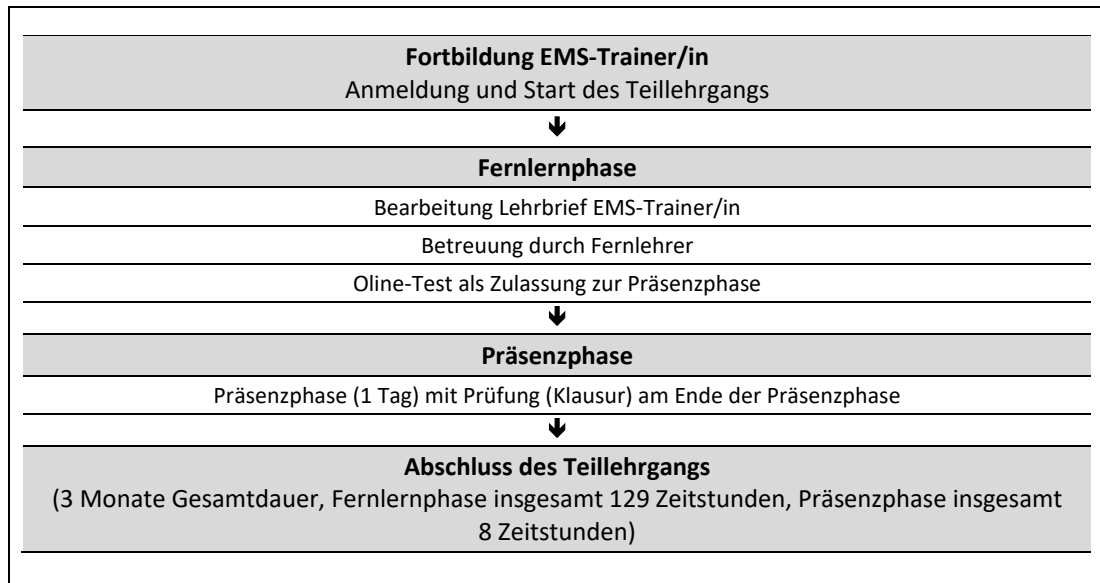 Fortbildung EMS-Trainer/in
Anmeldung und Start des Teillehrgangs
🡻
Fernlernphase
Bearbeitung Lehrbrief EMS-Trainer/in
Betreuung durch Fernlehrer
Oline-Test als Zulassung zur Präsenzphase
🡻
Präsenzphase
Präsenzphase (1 Tag) mit Prüfung (Klausur) am Ende der Präsenzphase
🡻
Abschluss des Teillehrgangs
(3 Monate Gesamtdauer, Fernlernphase insgesamt 129 Zeitstunden, Präsenzphase insgesamt
8 Zeitstunden)